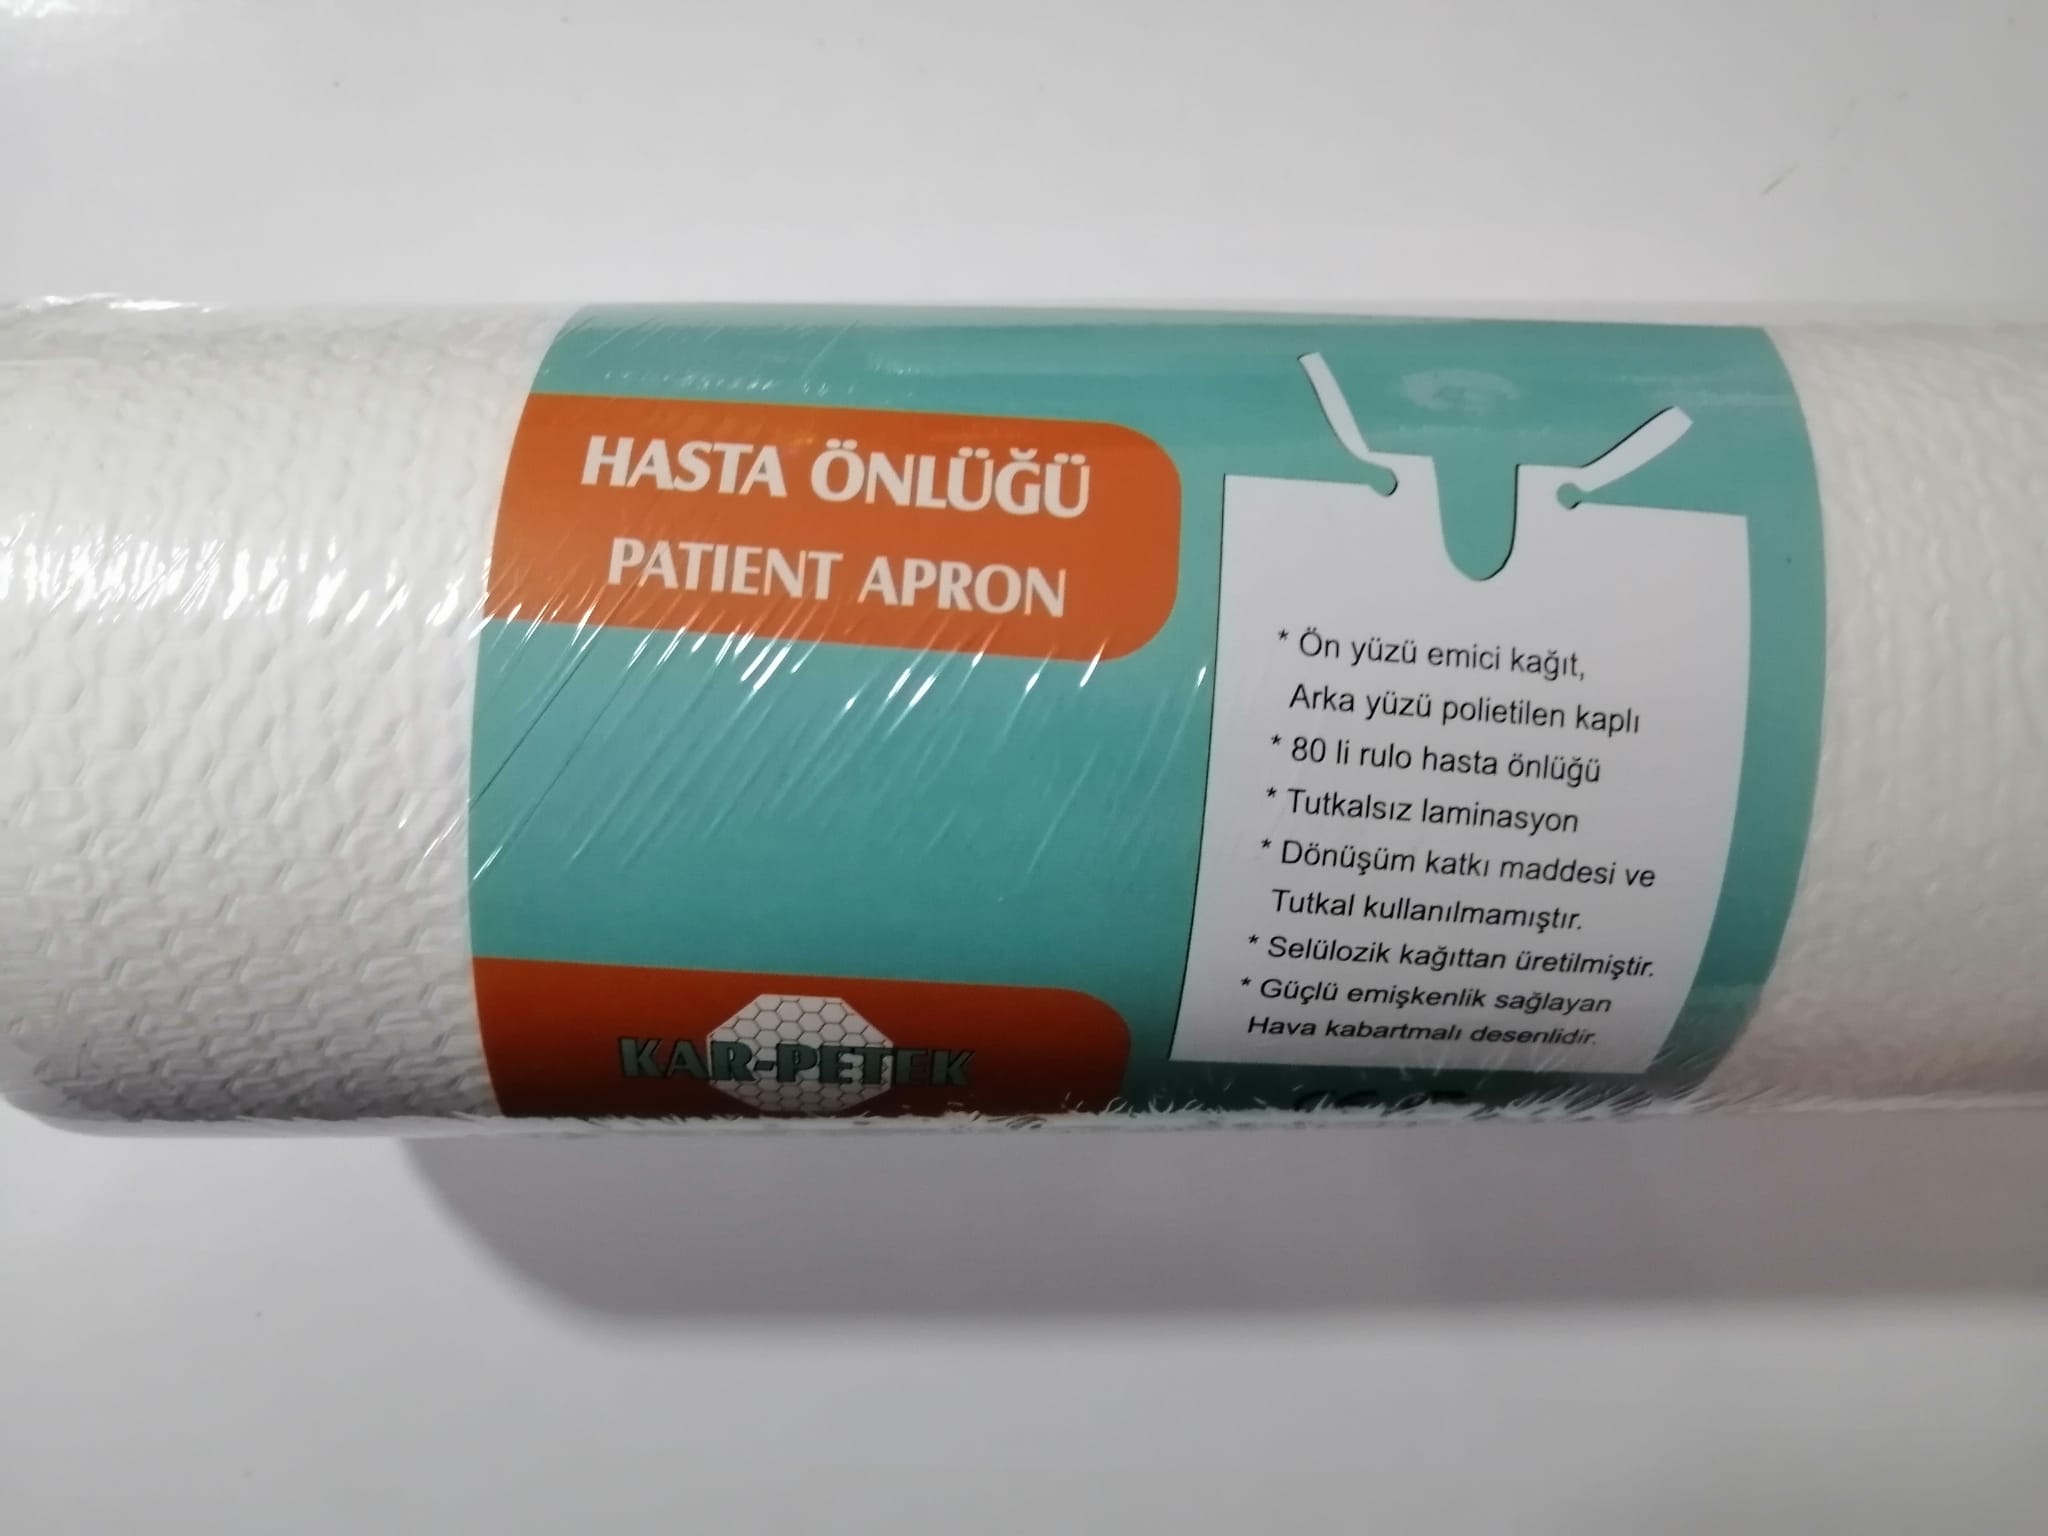 HASTA ÖNLÜĞÜ
PATIENT APRON
* Ön yüzü emici kağıt,
Arka yüzü polietilen kaplı
* 80 li rulo hasta önlüğü
* Tutkalsız laminasyon
* Dönüşüm katkı maddesi ve
Tutkal kullanılmamıştır.
* Selülozik kağıttan üretilmiştir.
* Güçlü emişkenlik sağlayan
Hava kabartmalı desenlidir.
KAR-PETEK